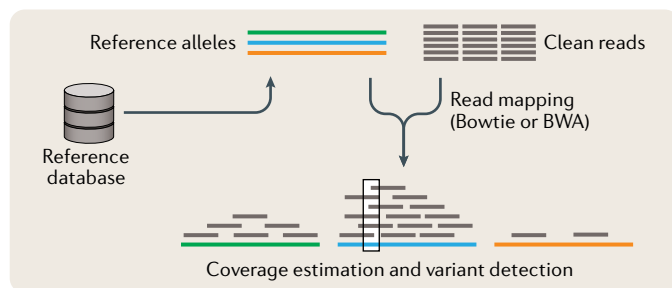 Reference alleles
Clean reads
Read mapping
(Bowtie or BWA)
Reference
database
Coverage estimation and variant detection